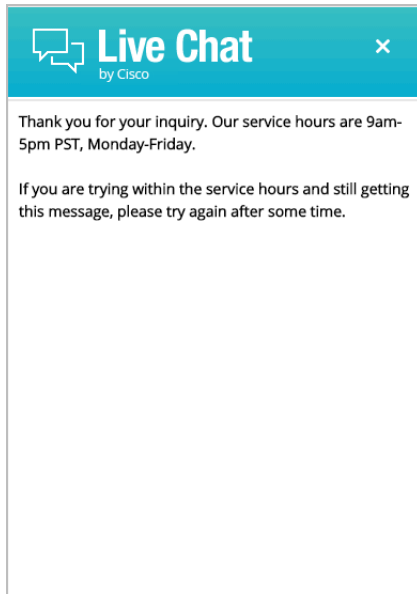 Live Chat
by Cisco
Thank you for your inquiry. Our service hours are 9am-
5pm PST, Monday-Friday.
If you are trying within the service hours and still getting
this message, please try again after some time.